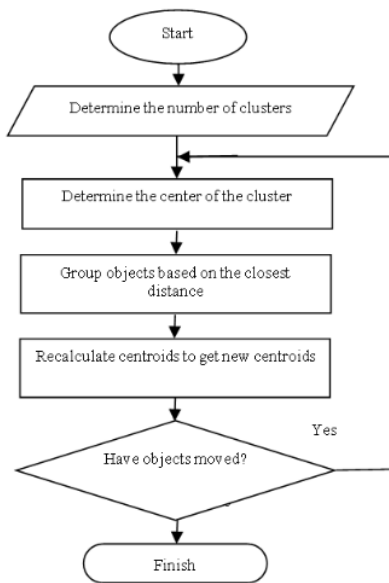 Start
Determine the number of clusters
Determine the center of the cluster
Group objects based on the closest
distance
Recalculate centroids to get new centroids
Have objects moved?
Yes
Finish